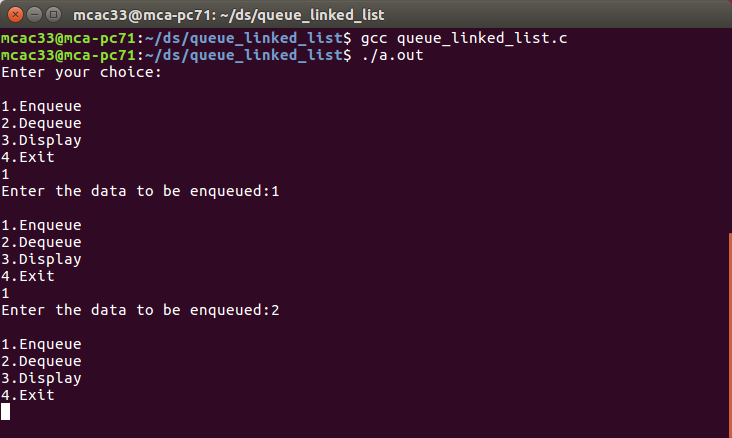 mcac33@mca-pc71: ~/ds/queue_linked_list
mcac33@mca-pc71:~/ds/queue_linked_list$ gcc queue_linked_list.c
mcac33@mca-pc71:~/ds/queue_linked_list$ ./a.out
Enter your choice:
1.Enqueue
2.Dequeue
3.Display
4.Exit
1
Enter the data to be enqueued:1
1.Enqueue
2.Dequeue
3.Display
4.Exit
1
Enter the data to be enqueued:2
1.Enqueue
2.Dequeue
3.Display
4.Exit